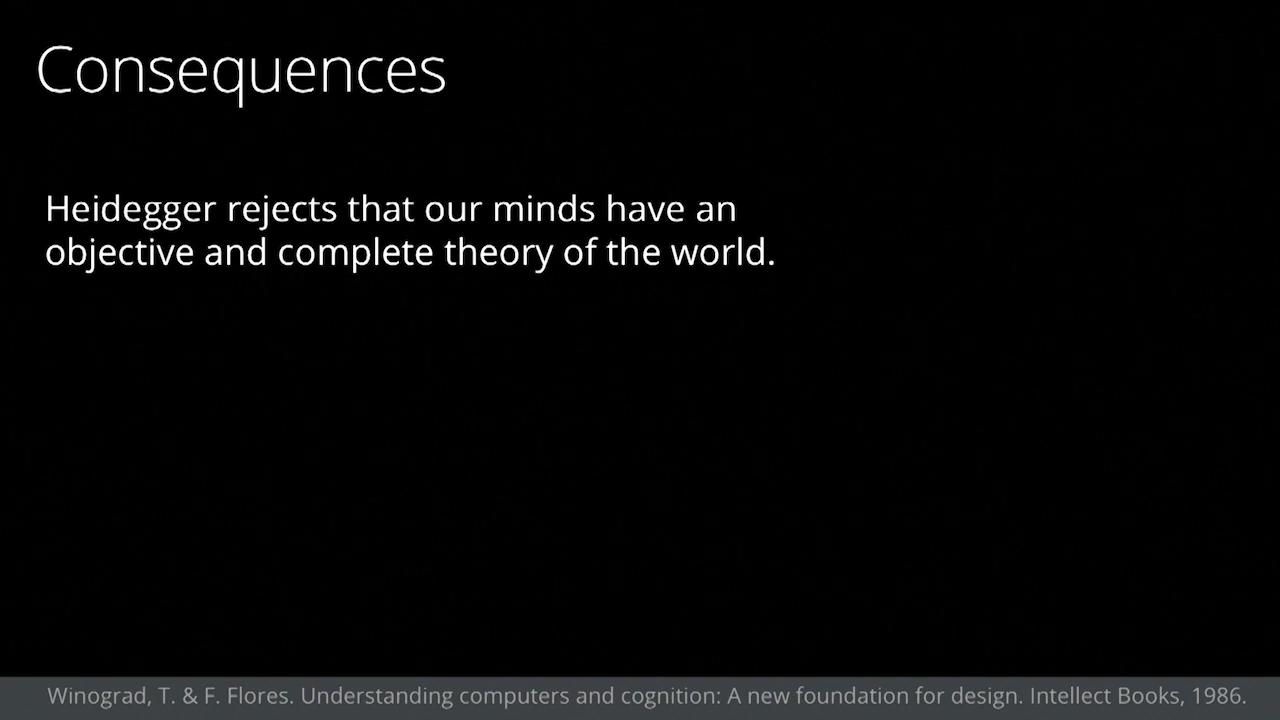 Consequences
Heidegger rejects that our minds have an
objective and complete theory of the world.
Winograd, T. & F. Flores. Understanding computers and cognition: A new foundation for design. Intellect Books, 1986.